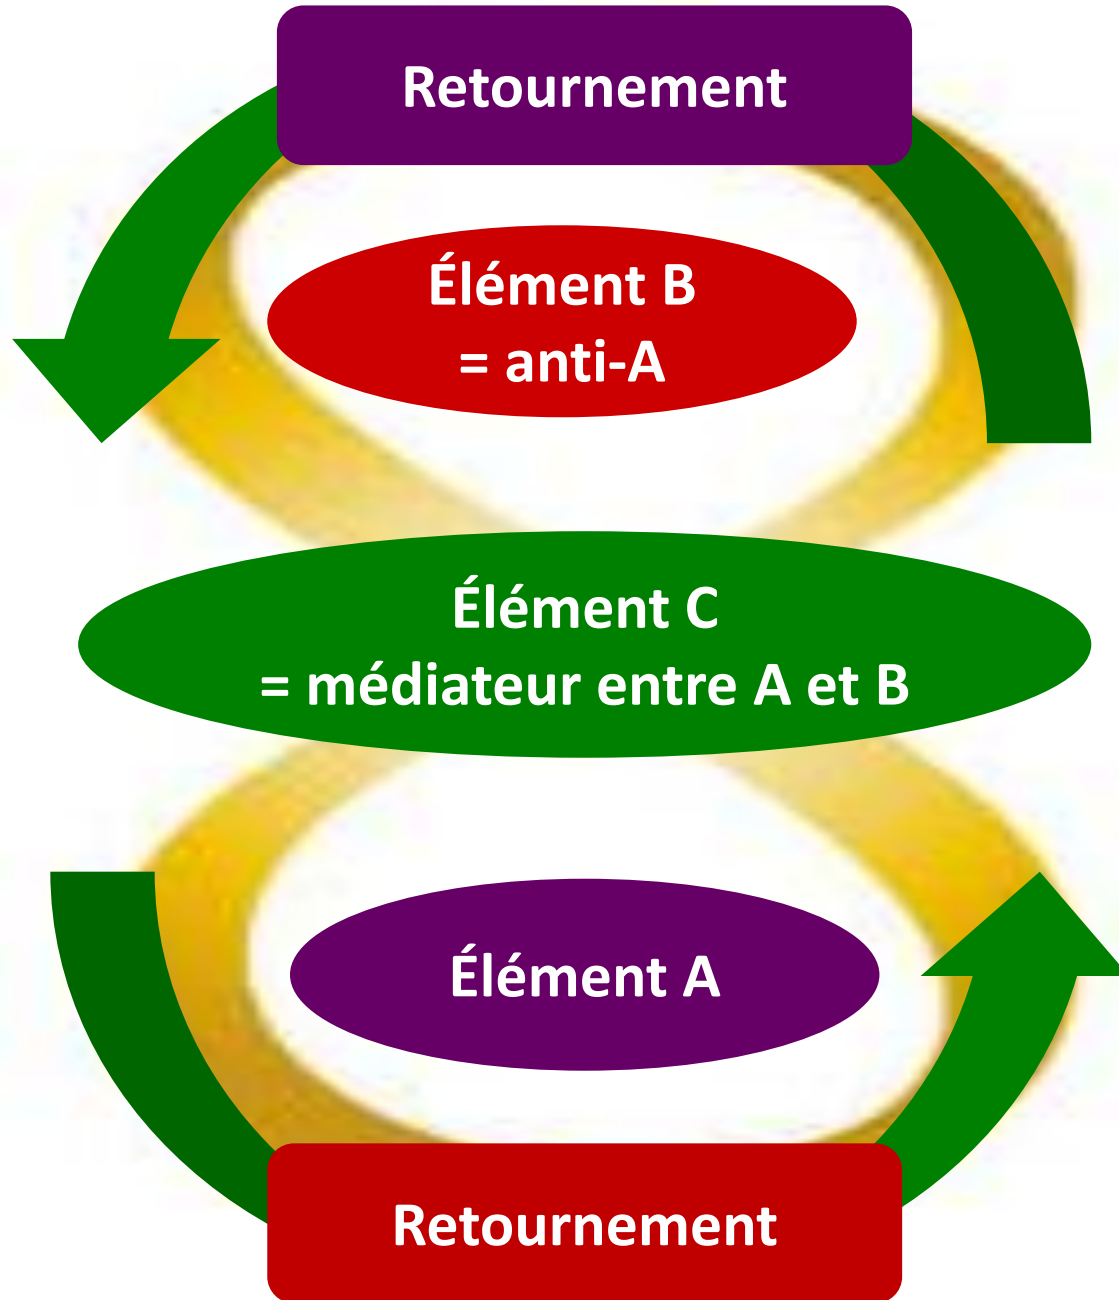 Retournement
Élément B
= anti-A
Élément C
= médiateur entre A et B
Élément A
Retournement